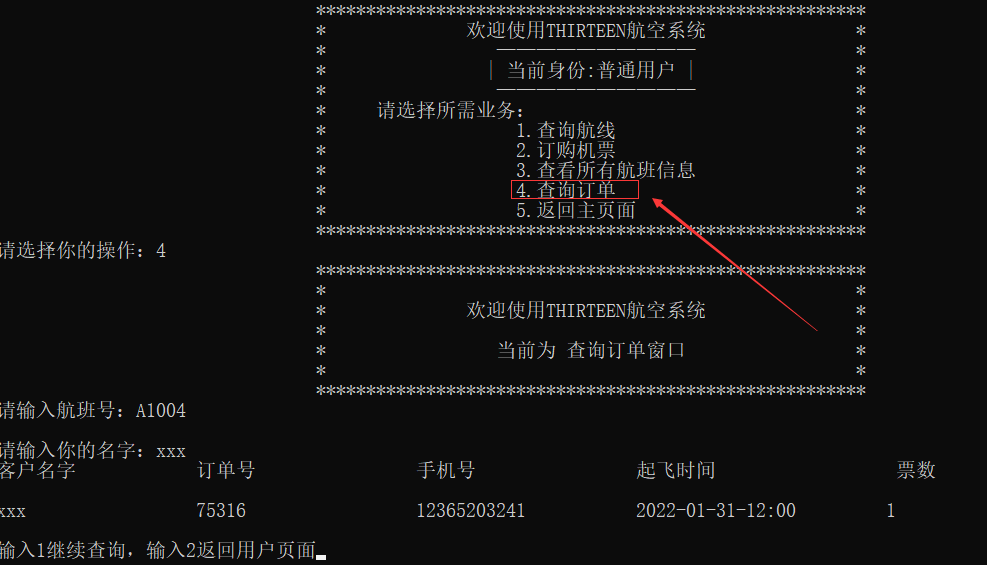 *******************************************************
* 欢迎使用THIRTEEN航空系统 *
* —————————— *
* | 当前身份:普通用户 | *
* —————————— *
* 请选择所需业务: *
* 1.查询航线 *
* 2.订购机票 *
* 3.查看所有航班信息 *
* 4.查询订单 *
* 5.返回主页面 *
*******************************************************
请选择你的操作: 4
*******************************************************
* *
* 欢迎使用THIRTEEN航空系统 *
* *
* 当前为 查询订单窗口 *
* *
*******************************************************
请输入航班号: A1004
请输入你的名字: xxx
客户名字 订单号 手机号 起飞时间 票数
xxx 75316 12365203241 2022-01-31-12:00 1
输入1继续查询，输入2返回用户页面